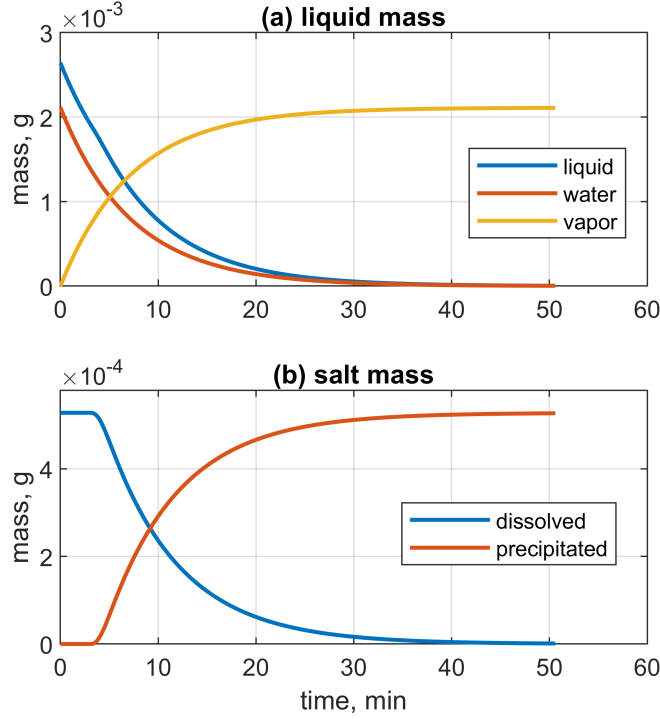 ×10⁻³
(a) liquid mass
3
2
1
0
mass, g
liquid
water
vapor
0 10 20 30 40 50 60
×10⁻⁴
(b) salt mass
4
2
0
mass, g
dissolved
precipitated
0 10 20 30 40 50 60
time, min